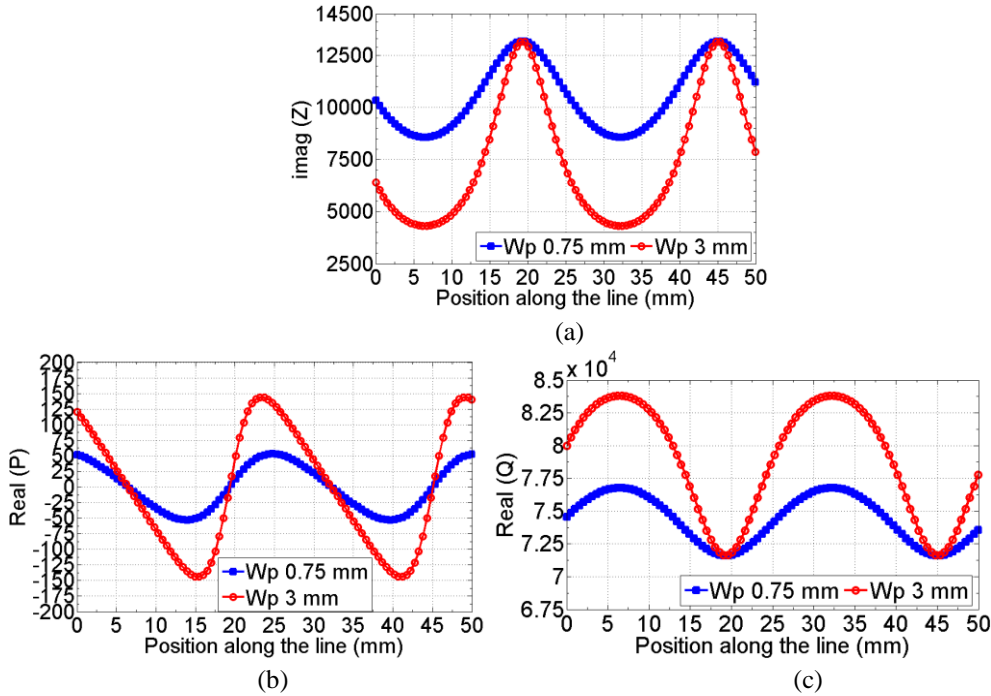 14500
13500
10000
7500
5000
2500
imag (Z)
Wp 0.75 mm Wp 3 mm
0 5 10 15 20 25 30 35 40 45 50
Position along the line (mm)
(a)
200
175
150
125
100
75
50
25
0
-25
-50
-75
-100
-125
-150
-175
-200
Real (P)
Wp 0.75 mm
Wp 3 mm
0 5 10 15 20 25 30 35 40 45 50
Position along the line (mm)
(b)
x 10^4
8.5
8.25
8
7.75
7.5
7.25
7
6.75
Real (Q)
Wp 0.75 mm Wp 3 mm
0 5 10 15 20 25 30 35 40 45 50
Position along the line (mm)
(c)